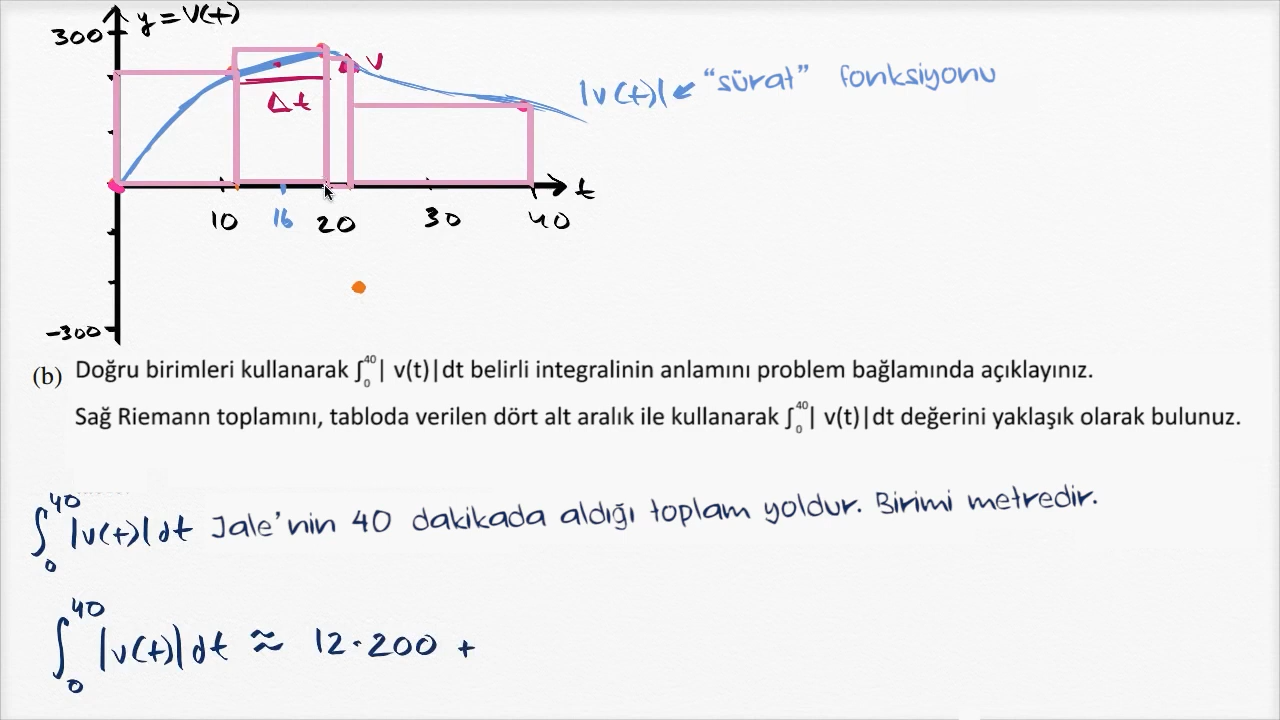 y = v(t)
300
Δ v
|v(t)| ← "sürat" fonksiyonu
Δt
t
10 16 20 30 40
-300
(b) Doğru birimleri kullanarak ∫₀⁴⁰| v(t)|dt belirli integralinin anlamını problem bağlamında açıklayınız.
Sağ Riemann toplamını, tabloda verilen dört alt aralık ile kullanarak ∫₀⁴⁰| v(t)|dt değerini yaklaşık olarak bulunuz.
∫₀⁴⁰ |v(t)|dt Jale'nin 40 dakikada aldığı toplam yoldur. Birimi metredir.
∫₀⁴⁰ |v(t)|dt ≈ 12·200 +